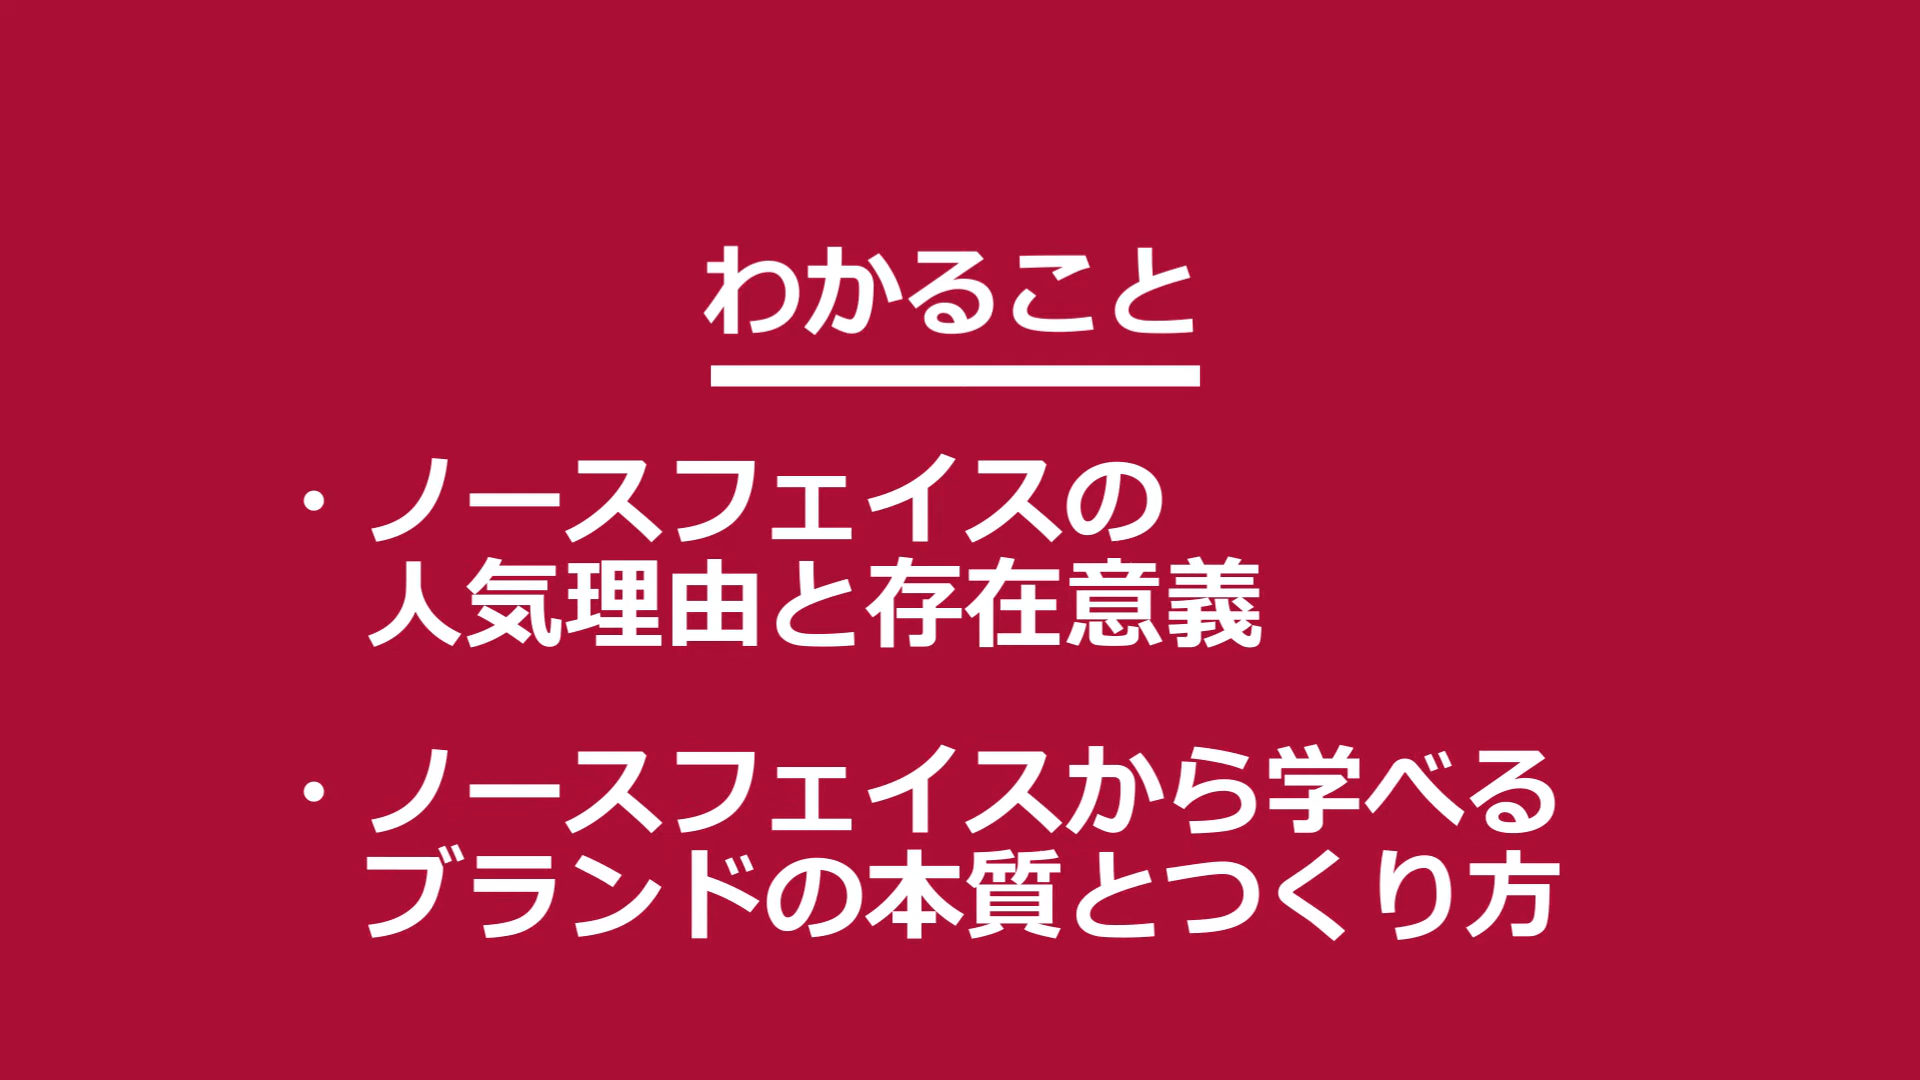 わかること
・ノースフェイスの
人気理由と存在意義
・ノースフェイスから学べる
ブランドの本質とつくり方